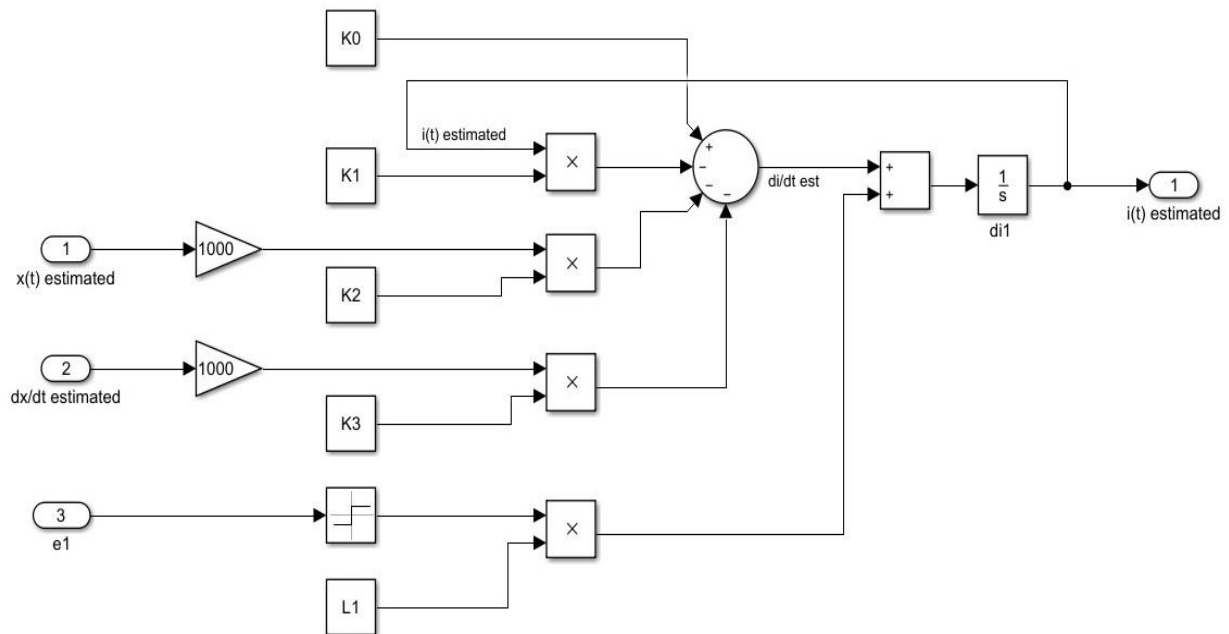 K0
i(t) estimated
K1
×
+
−
−
−
di/dt est
+
+
1
s
di1
1
i(t) estimated
1
x(t) estimated
1000
K2
×
2
dx/dt estimated
1000
K3
×
3
e1
L1
×